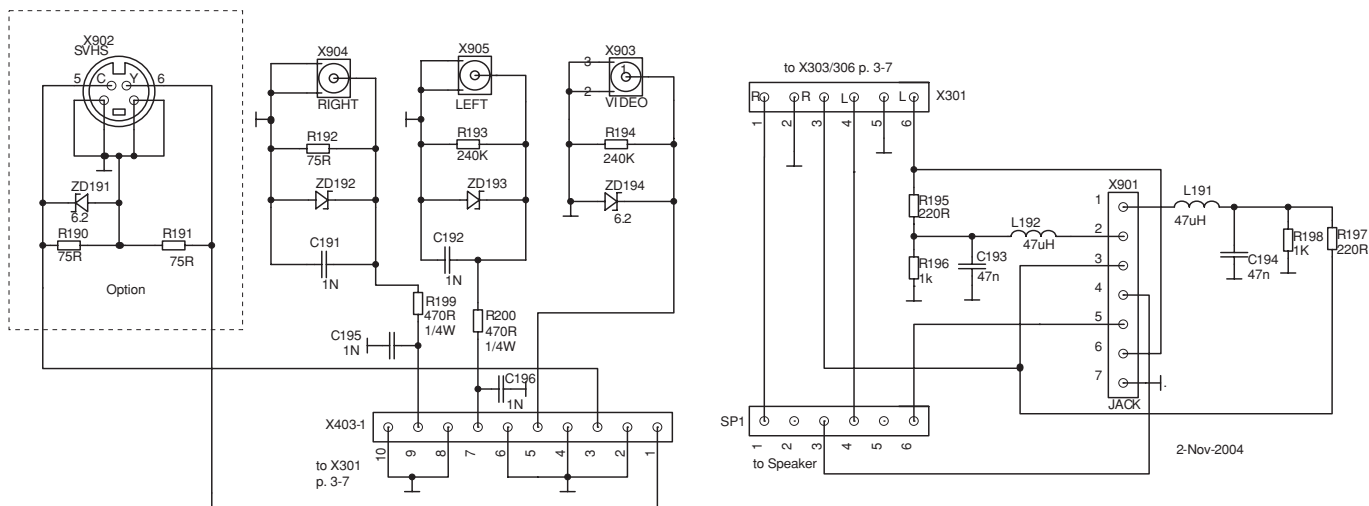 X902
SVHS
5 C Y 6
ZD191
6.2
R190
75R
R191
75R
Option
X904
RIGHT
R192
75R
ZD192
C191
1N
R199
470R
1/4W
C195
1N
X905
LEFT
R193
240K
ZD193
C192
1N
R200
470R
1/4W
C196
1N
X903
3
1
2
VIDEO
R194
240K
ZD194
6.2
X403-1
10 9 8 7 6 5 4 3 2 1
to X301
p. 3-7
to X303/306 p. 3-7
R R L L
X301
1 2 3 4 5 6
R195
220R
R196
1k
C193
47n
L192
47uH
X901
1
2
3
4
5
6
7
JACK
L191
47uH
C194
47n
R198
1K
R197
220R
SP1
1 2 3 4 5 6
to Speaker
2-Nov-2004